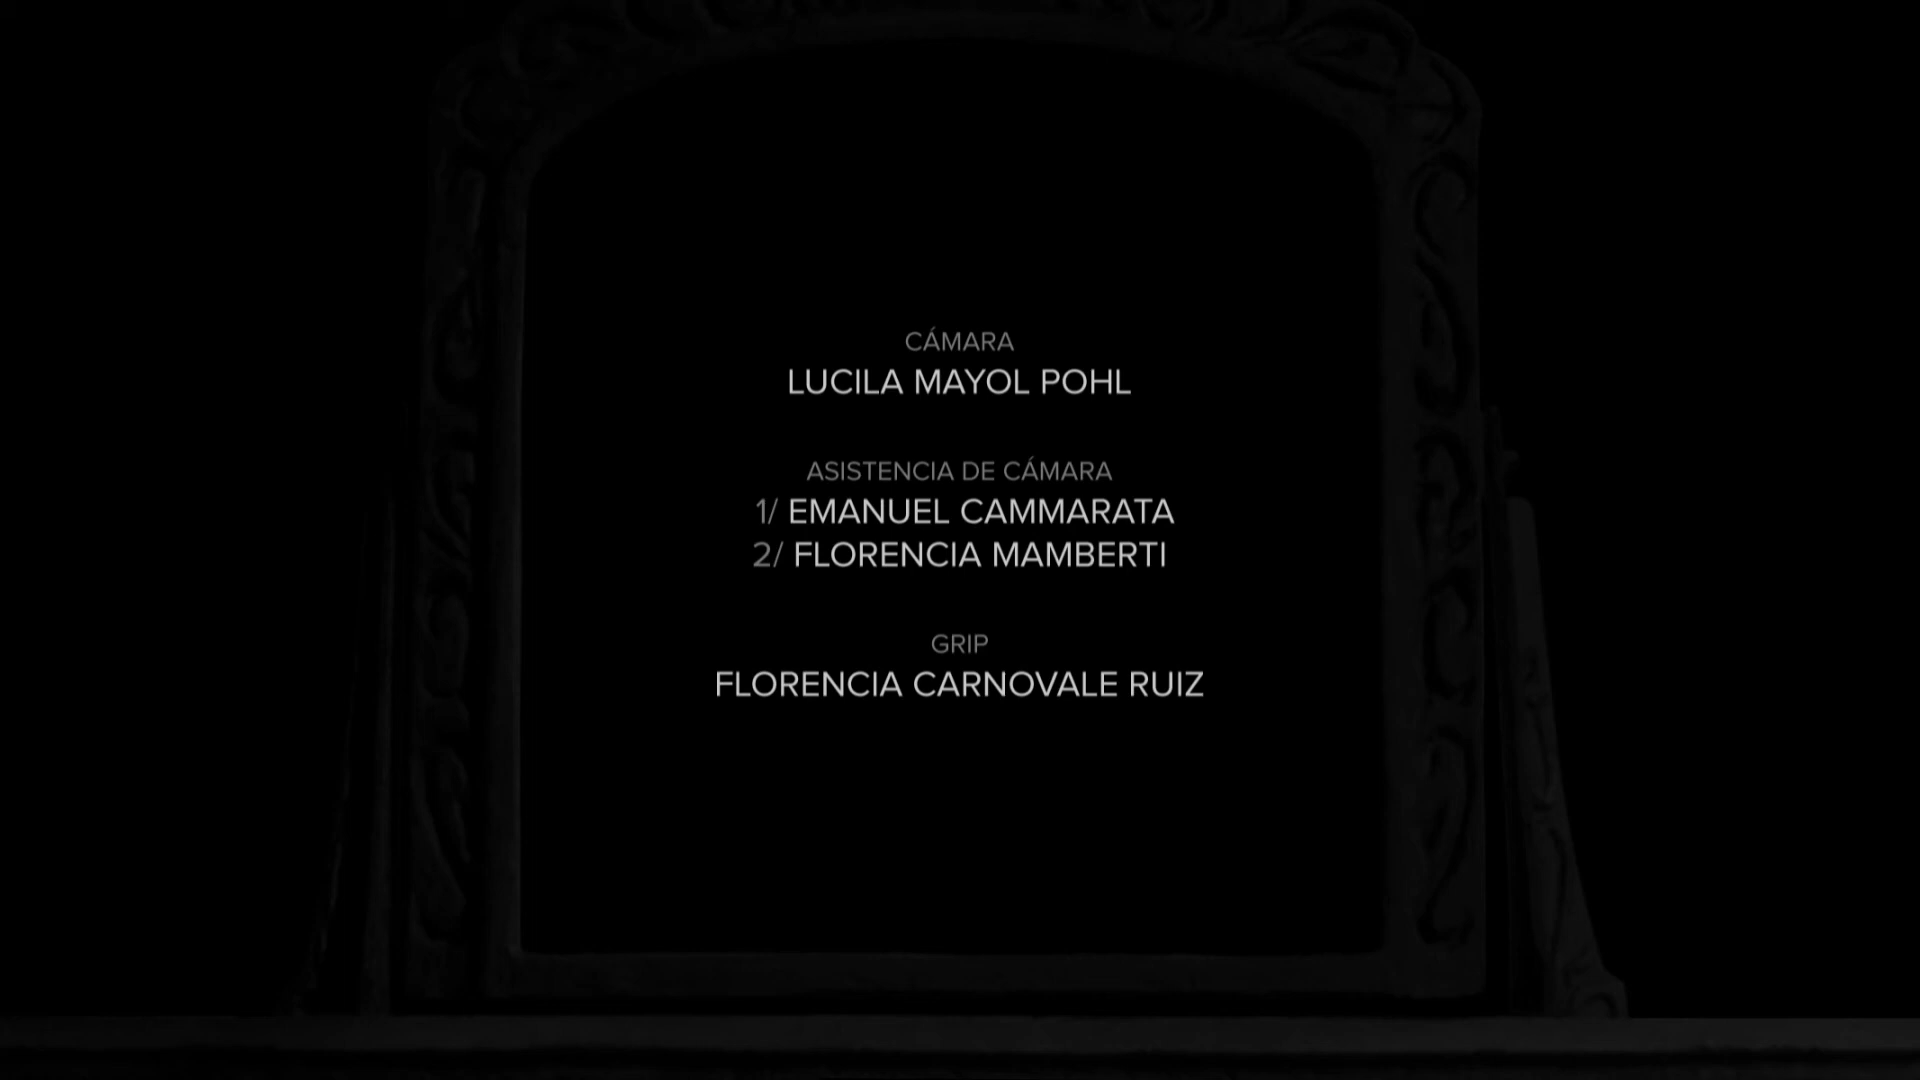 CÁMARA
LUCILA MAYOL POHL
ASISTENCIA DE CÁMARA
1/ EMANUEL CAMMARATA
2/ FLORENCIA MAMBERTI
GRIP
FLORENCIA CARNOVALE RUIZ